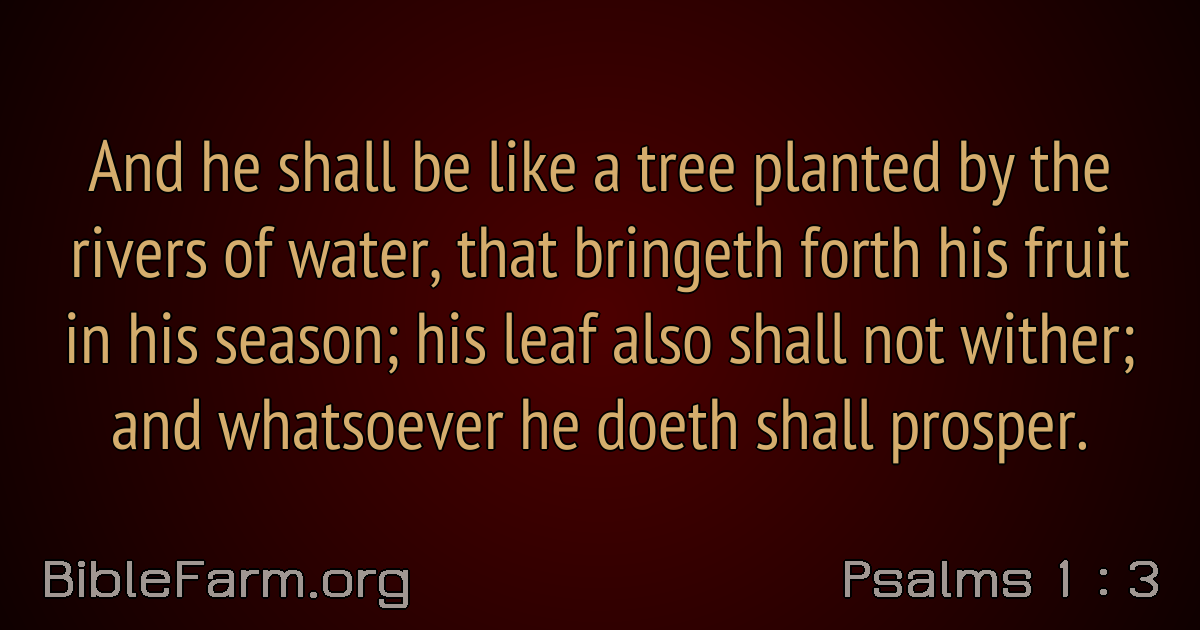 And he shall be like a tree planted by the
rivers of water, that bringeth forth his fruit
in his season; his leaf also shall not wither;
and whatsoever he doeth shall prosper.
BibleFarm.org
Psalms 1 : 3